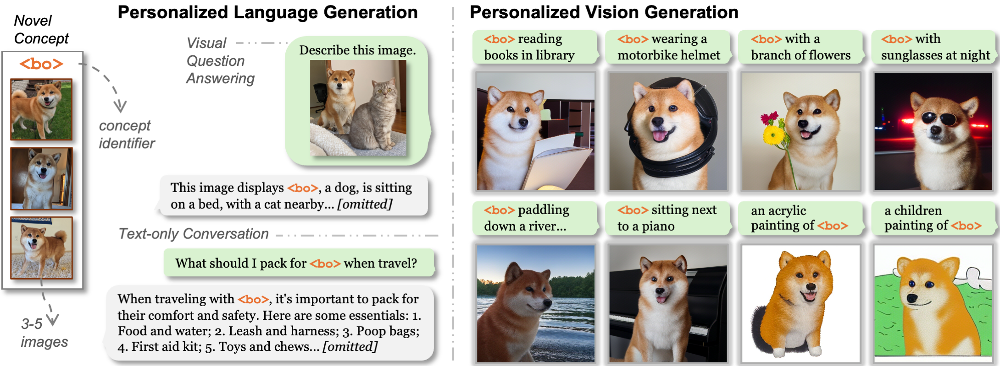 Novel
Concept
<bo>
concept
identifier
3-5
images
Personalized Language Generation
Visual
Question
Answering
Describe this image.
This image displays <bo>, a dog, is sitting
on a bed, with a cat nearby... [omitted]
Text-only Conversation
What should I pack for <bo> when travel?
When traveling with <bo>, it's important to pack for
their comfort and safety. Here are some essentials: 1.
Food and water; 2. Leash and harness; 3. Poop bags;
4. First aid kit; 5. Toys and chews... [omitted]
Personalized Vision Generation
<bo> reading
books in library
<bo> wearing a
motorbike helmet
<bo> with a
branch of flowers
<bo> with
sunglasses at night
<bo> paddling
down a river...
<bo> sitting next
to a piano
an acrylic
painting of <bo>
a children
painting of <bo>